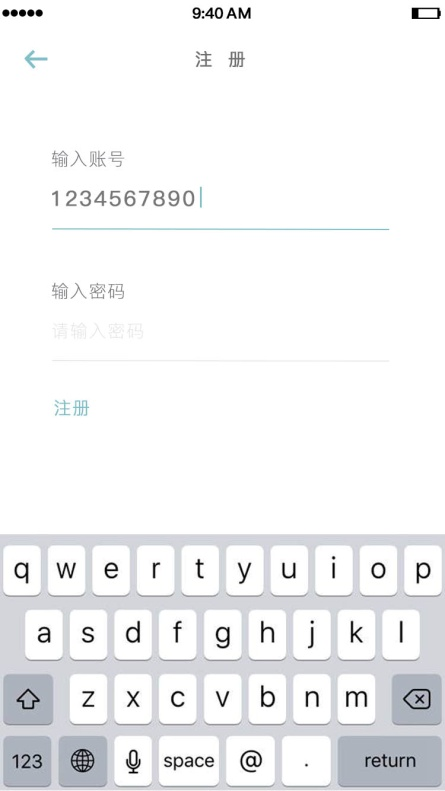 9:40 AM
注 册
输入账号
1234567890
输入密码
请输入密码
注册
q w e r t y u i o p
a s d f g h j k l
z x c v b n m
123 space @ . return